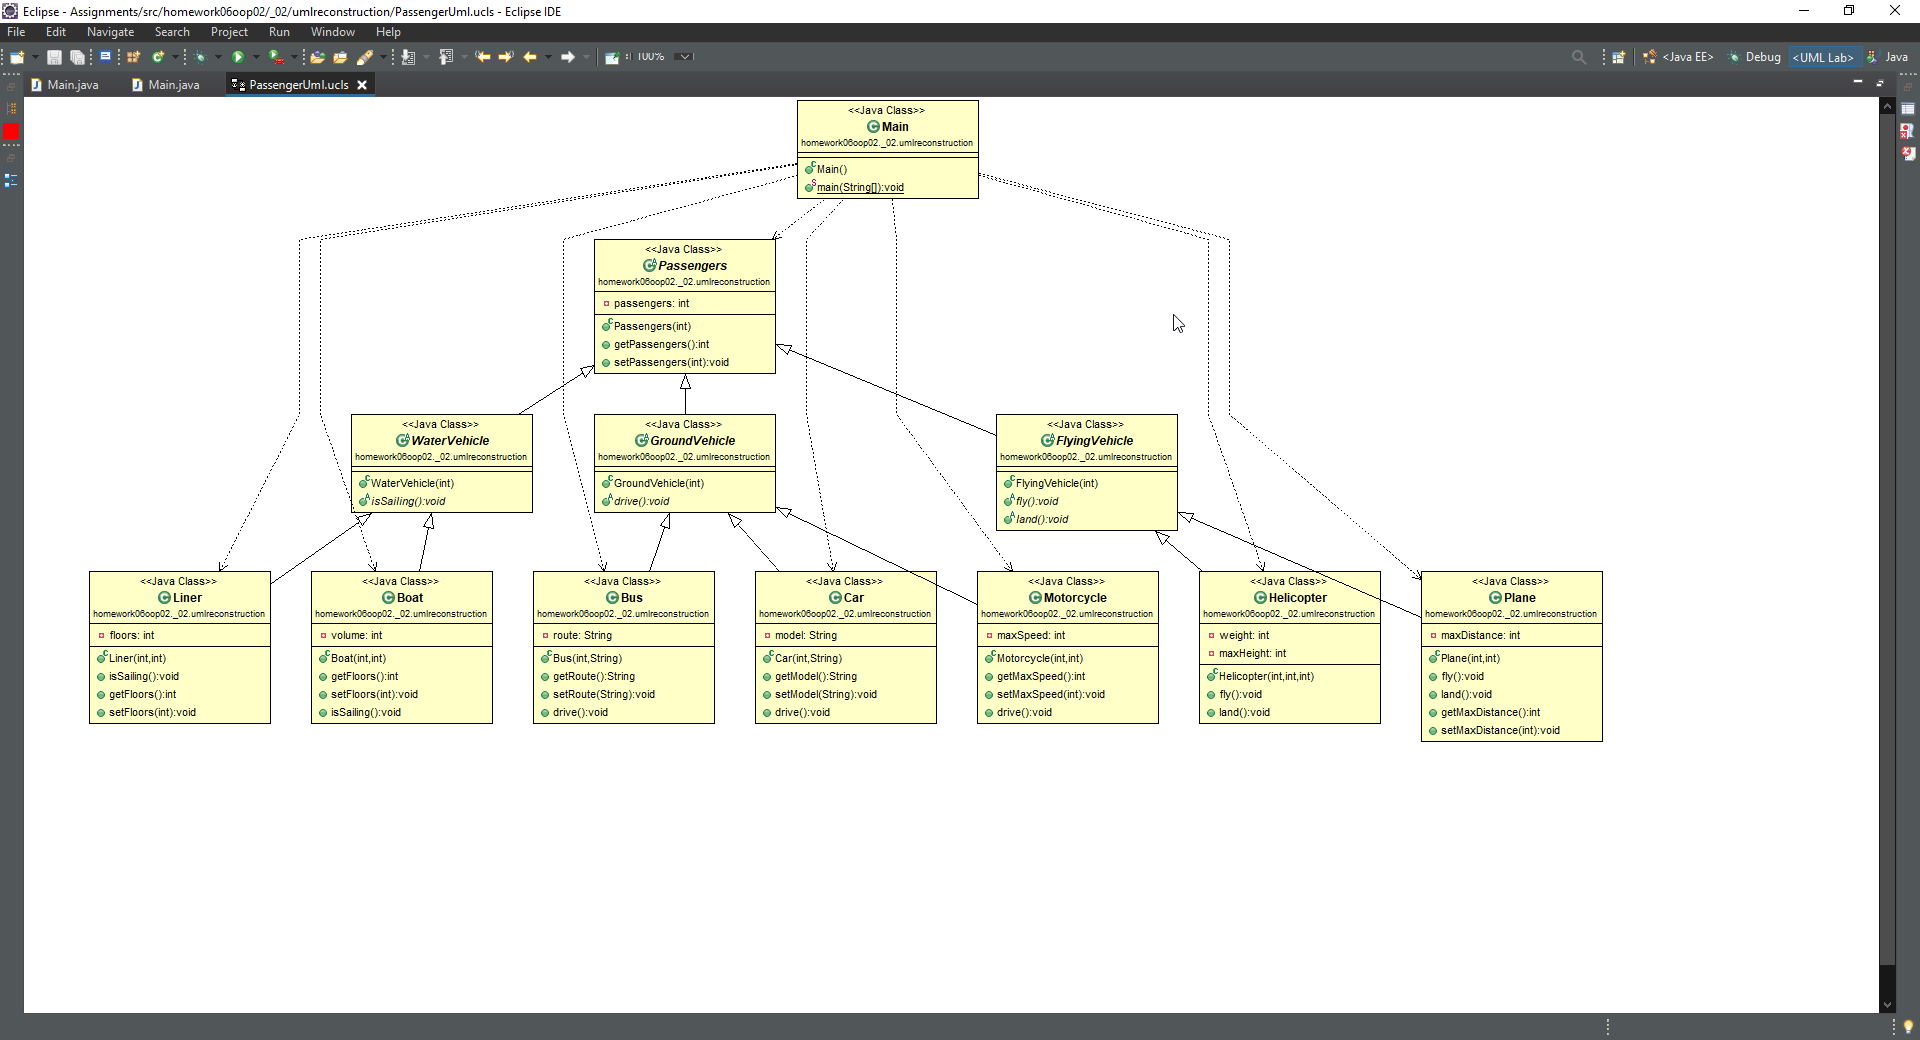 Eclipse - Assignments/src/homework06oop02/_02/umlreconstruction/PassengerUml.ucls - Eclipse IDE
File Edit Navigate Search Project Run Window Help
100%
<Java EE> Debug <UML Lab> Java
Main.java Main.java PassengerUml.ucls
<<Java Class>>
Main
homework06oop02._02.umlreconstruction
Main()
main(String[]):void
<<Java Class>>
Passengers
homework06oop02._02.umlreconstruction
passengers: int
Passengers(int)
getPassengers():int
setPassengers(int):void
<<Java Class>>
WaterVehicle
homework06oop02._02.umlreconstruction
WaterVehicle(int)
isSailing():void
<<Java Class>>
GroundVehicle
homework06oop02._02.umlreconstruction
GroundVehicle(int)
drive():void
<<Java Class>>
FlyingVehicle
homework06oop02._02.umlreconstruction
FlyingVehicle(int)
fly():void
land():void
<<Java Class>>
Liner
homework06oop02._02.umlreconstruction
floors: int
Liner(int,int)
isSailing():void
getFloors():int
setFloors(int):void
<<Java Class>>
Boat
homework06oop02._02.umlreconstruction
volume: int
Boat(int,int)
getFloors():int
setFloors(int):void
isSailing():void
<<Java Class>>
Bus
homework06oop02._02.umlreconstruction
route: String
Bus(int,String)
getRoute():String
setRoute(String):void
drive():void
<<Java Class>>
Car
homework06oop02._02.umlreconstruction
model: String
Car(int,String)
getModel():String
setModel(String):void
drive():void
<<Java Class>>
Motorcycle
homework06oop02._02.umlreconstruction
maxSpeed: int
Motorcycle(int,int)
getMaxSpeed():int
setMaxSpeed(int):void
drive():void
<<Java Class>>
Helicopter
homework06oop02._02.umlreconstruction
weight: int
maxHeight: int
Helicopter(int,int,int)
fly():void
land():void
<<Java Class>>
Plane
homework06oop02._02.umlreconstruction
maxDistance: int
Plane(int,int)
fly():void
land():void
getMaxDistance():int
setMaxDistance(int):void